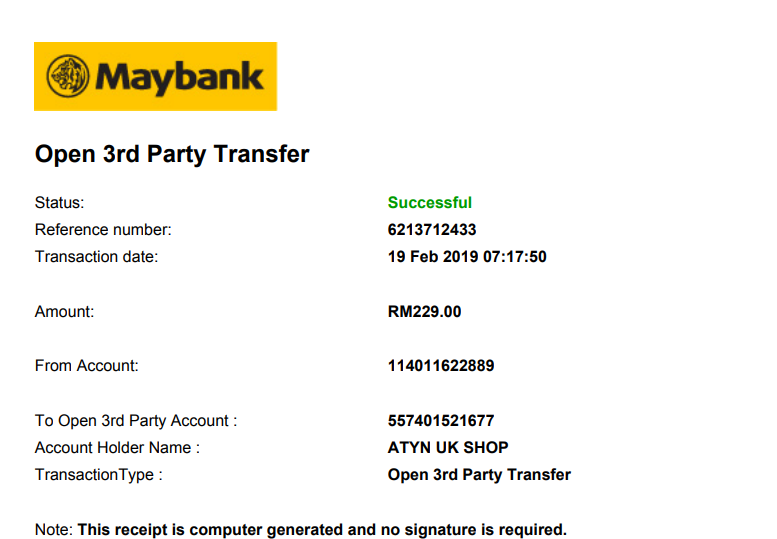 Maybank
Open 3rd Party Transfer
Status: Successful
Reference number: 6213712433
Transaction date: 19 Feb 2019 07:17:50
Amount: RM229.00
From Account: 114011622889
To Open 3rd Party Account : 557401521677
Account Holder Name : ATYN UK SHOP
TransactionType : Open 3rd Party Transfer
Note: This receipt is computer generated and no signature is required.